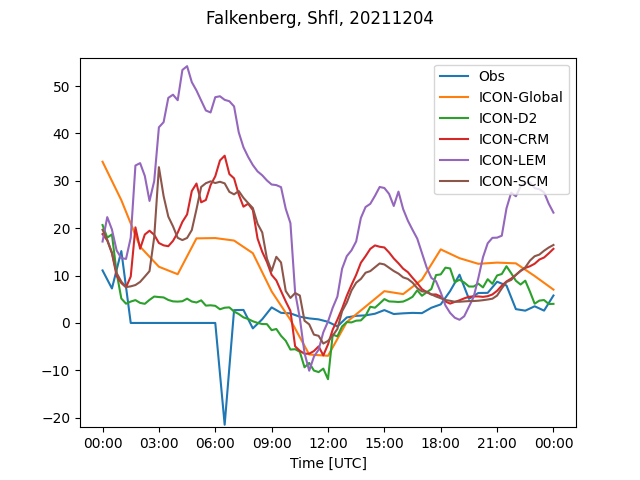 Falkenberg, Shfl, 20211204
Obs
ICON-Global
ICON-D2
ICON-CRM
ICON-LEM
ICON-SCM
50
40
30
20
10
0
−10
−20
00:00 03:00 06:00 09:00 12:00 15:00 18:00 21:00 00:00
Time [UTC]